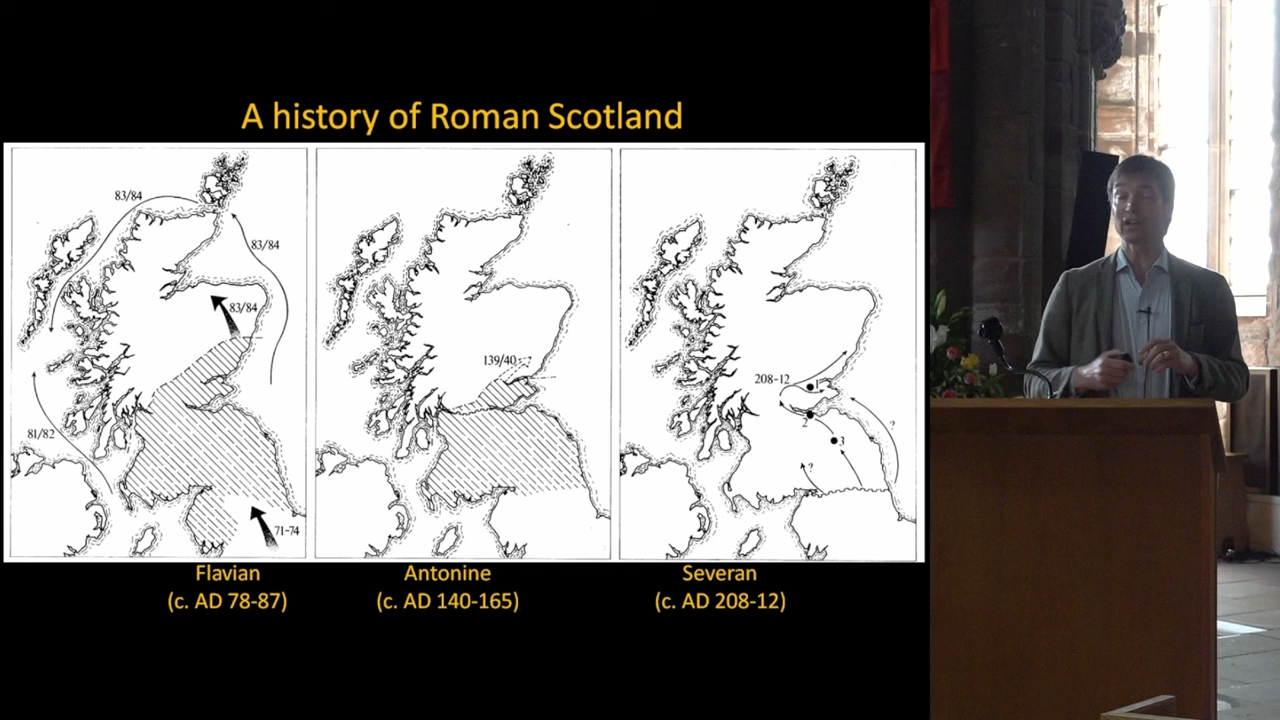 A history of Roman Scotland
83/84
83/84
83/84
81/82
71-74
139/40 -- ?
208-12
1
2
3
?
?
Flavian
(c. AD 78-87)
Antonine
(c. AD 140-165)
Severan
(c. AD 208-12)